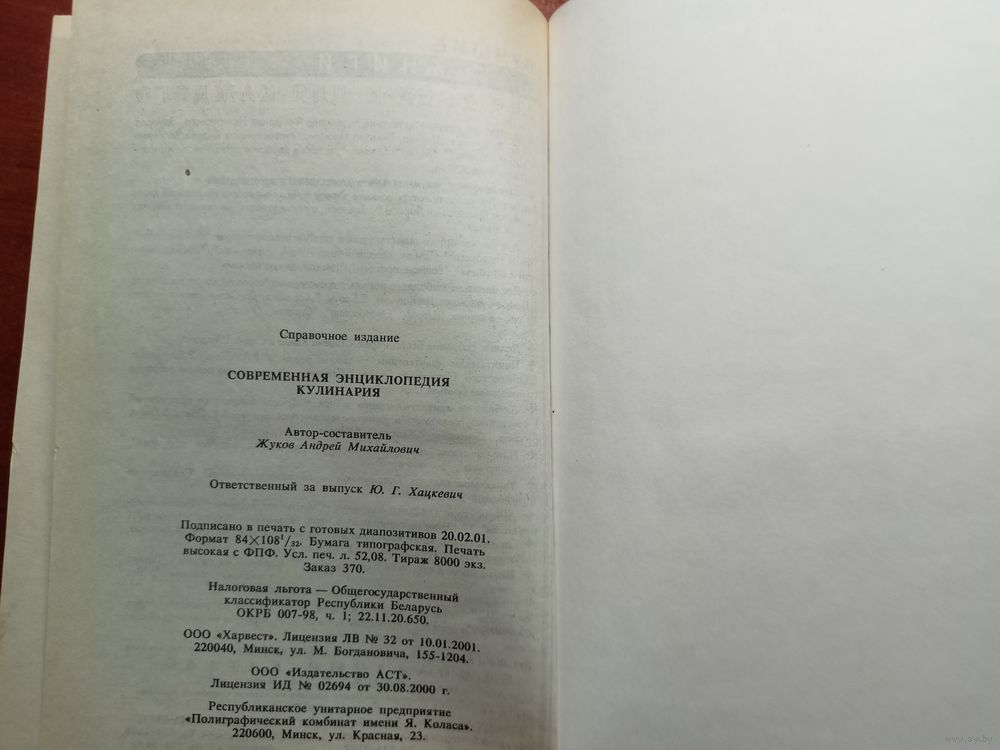 Справочное издание
СОВРЕМЕННАЯ ЭНЦИКЛОПЕДИЯ
КУЛИНАРИЯ
Автор-составитель
Жуков Андрей Михайлович
Ответственный за выпуск Ю. Г. Хацкевич
Подписано в печать с готовых диапозитивов 20.02.01.
Формат 84×108¹/₃₂. Бумага типографская. Печать
высокая с ФПФ. Усл. печ. л. 52,08. Тираж 8000 экз.
Заказ 370.
Налоговая льгота — Общегосударственный
классификатор Республики Беларусь
ОКРБ 007-98, ч. 1; 22.11.20.650.
ООО «Харвест». Лицензия ЛВ № 32 от 10.01.2001.
220040, Минск, ул. М. Богдановича, 155-1204.
ООО «Издательство АСТ».
Лицензия ИД № 02694 от 30.08.2000 г.
Республиканское унитарное предприятие
«Полиграфический комбинат имени Я. Коласа».
220600, Минск, ул. Красная, 23.
www.ay.by